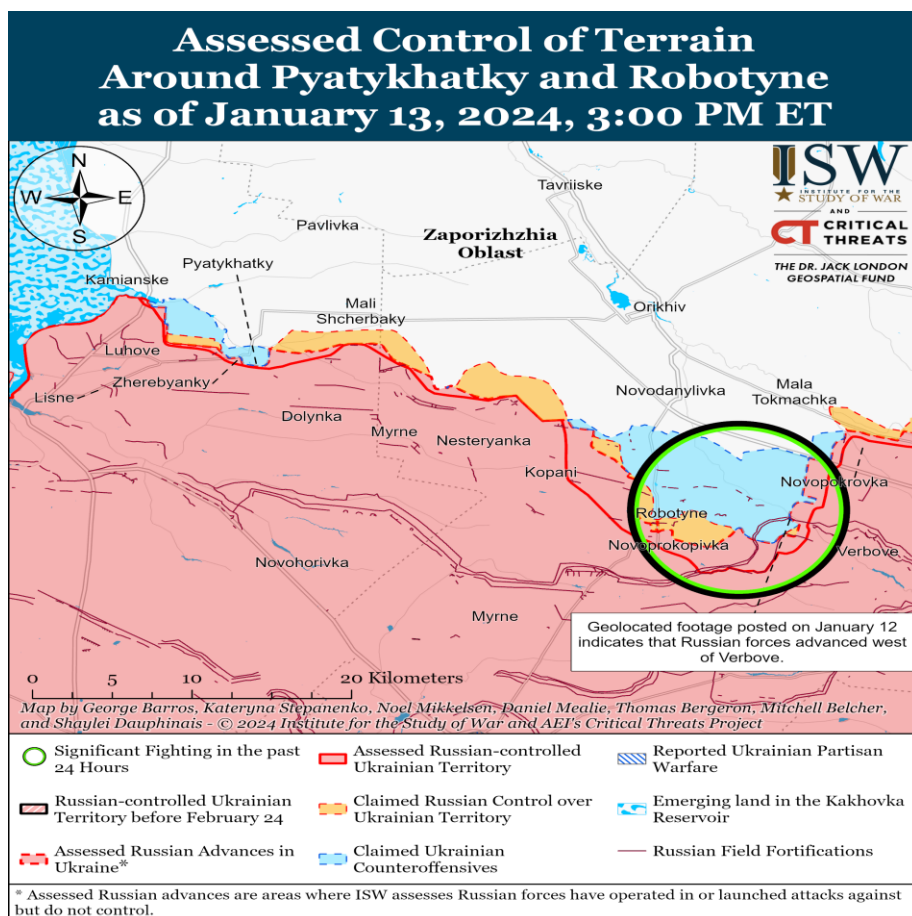 Assessed Control of Terrain
Around Pyatykhatky and Robotyne
as of January 13, 2024, 3:00 PM ET
N
W
E
S
ISW
INSTITUTE FOR THE
STUDY OF WAR
AND
CT CRITICAL
THREATS
THE DR. JACK LONDON
GEOSPATIAL FUND
Tavriiske
Pavlivka
Zaporizhzhia
Oblast
Pyatykhatky
Kamianske
Mali
Shcherbaky
Orikhiv
Luhove
Zherebyanky
Lisne
Novodanylivka
Mala
Tokmachka
Dolynka
Myrne
Nesteryanka
Kopani
Novopokrovka
Robotyne
Novoprokopivka
Verbove
Novohorivka
Myrne
Geolocated footage posted on January 12
indicates that Russian forces advanced west
of Verbove.
0
5
10
20 Kilometers
Map by George Barros, Kateryna Stepanenko, Noel Mikkelsen, Daniel Mealie, Thomas Bergeron, Mitchell Belcher,
and Shaylei Dauphinais - © 2024 Institute for the Study of War and AEI's Critical Threats Project
Significant Fighting in the past
24 Hours
Assessed Russian-controlled
Ukrainian Territory
Reported Ukrainian Partisan
Warfare
Russian-controlled Ukrainian
Territory before February 24
Claimed Russian Control over
Ukrainian Territory
Emerging land in the Kakhovka
Reservoir
Assessed Russian Advances in
Ukraine*
Claimed Ukrainian
Counteroffensives
Russian Field Fortifications
* Assessed Russian advances are areas where ISW assesses Russian forces have operated in or launched attacks against
but do not control.